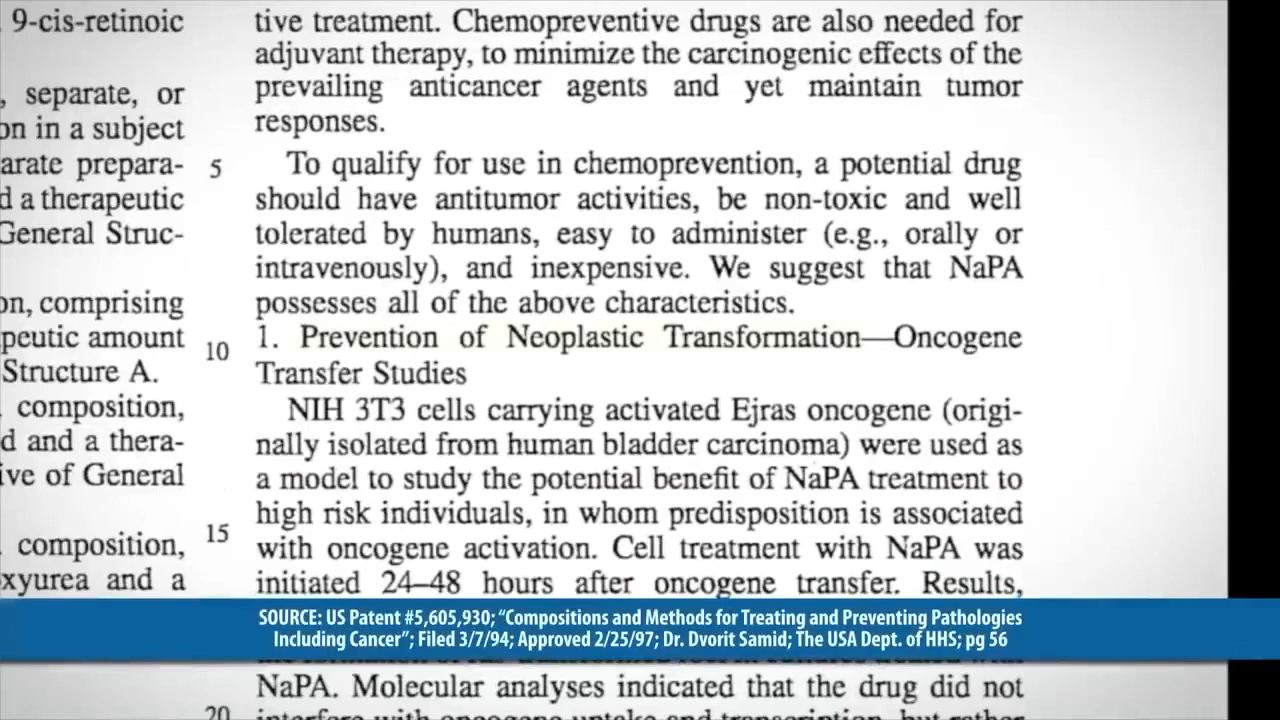 9-cis-retinoic
, separate, or
on in a subject
arate prepara-
d a therapeutic
General Struc-
on, comprising
peutic amount
Structure A.
composition,
d and a thera-
ive of General
composition,
xyurea and a
tive treatment. Chemopreventive drugs are also needed for
adjuvant therapy, to minimize the carcinogenic effects of the
prevailing anticancer agents and yet maintain tumor
responses.
5
To qualify for use in chemoprevention, a potential drug
should have antitumor activities, be non-toxic and well
tolerated by humans, easy to administer (e.g., orally or
intravenously), and inexpensive. We suggest that NaPA
possesses all of the above characteristics.
1. Prevention of Neoplastic Transformation—Oncogene
10
Transfer Studies
NIH 3T3 cells carrying activated Ejras oncogene (origi-
nally isolated from human bladder carcinoma) were used as
a model to study the potential benefit of NaPA treatment to
high risk individuals, in whom predisposition is associated
15
with oncogene activation. Cell treatment with NaPA was
initiated 24–48 hours after oncogene transfer. Results,
SOURCE: US Patent #5,605,930; “Compositions and Methods for Treating and Preventing Pathologies
Including Cancer”; Filed 3/7/94; Approved 2/25/97; Dr. Dvorit Samid; The USA Dept. of HHS; pg 56
NaPA. Molecular analyses indicated that the drug did not
20
interfere with oncogene uptake and transcription, but rather